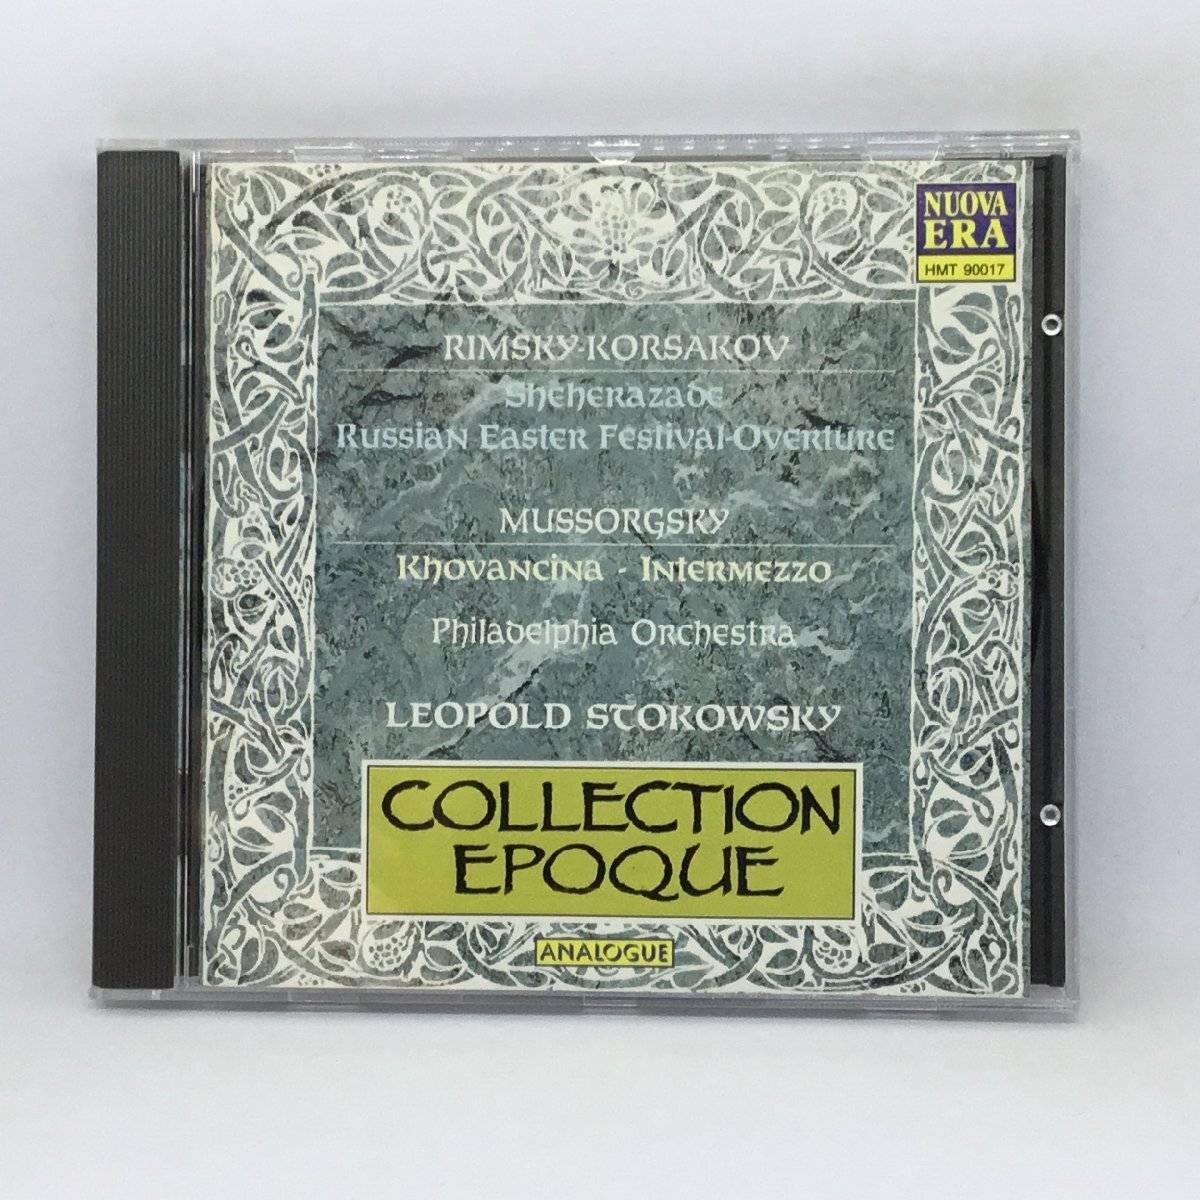 NUOVA
ERA
HMT 90017
RIMSKY-KORSAKOV
Sheherazade
Russian Easter Festival-Overture
MUSSORGSKY
Khovancina - Intermezzo
Philadelphia Orchestra
LEOPOLD STOKOWSKY
COLLECTION
EPOQUE
ANALOGUE